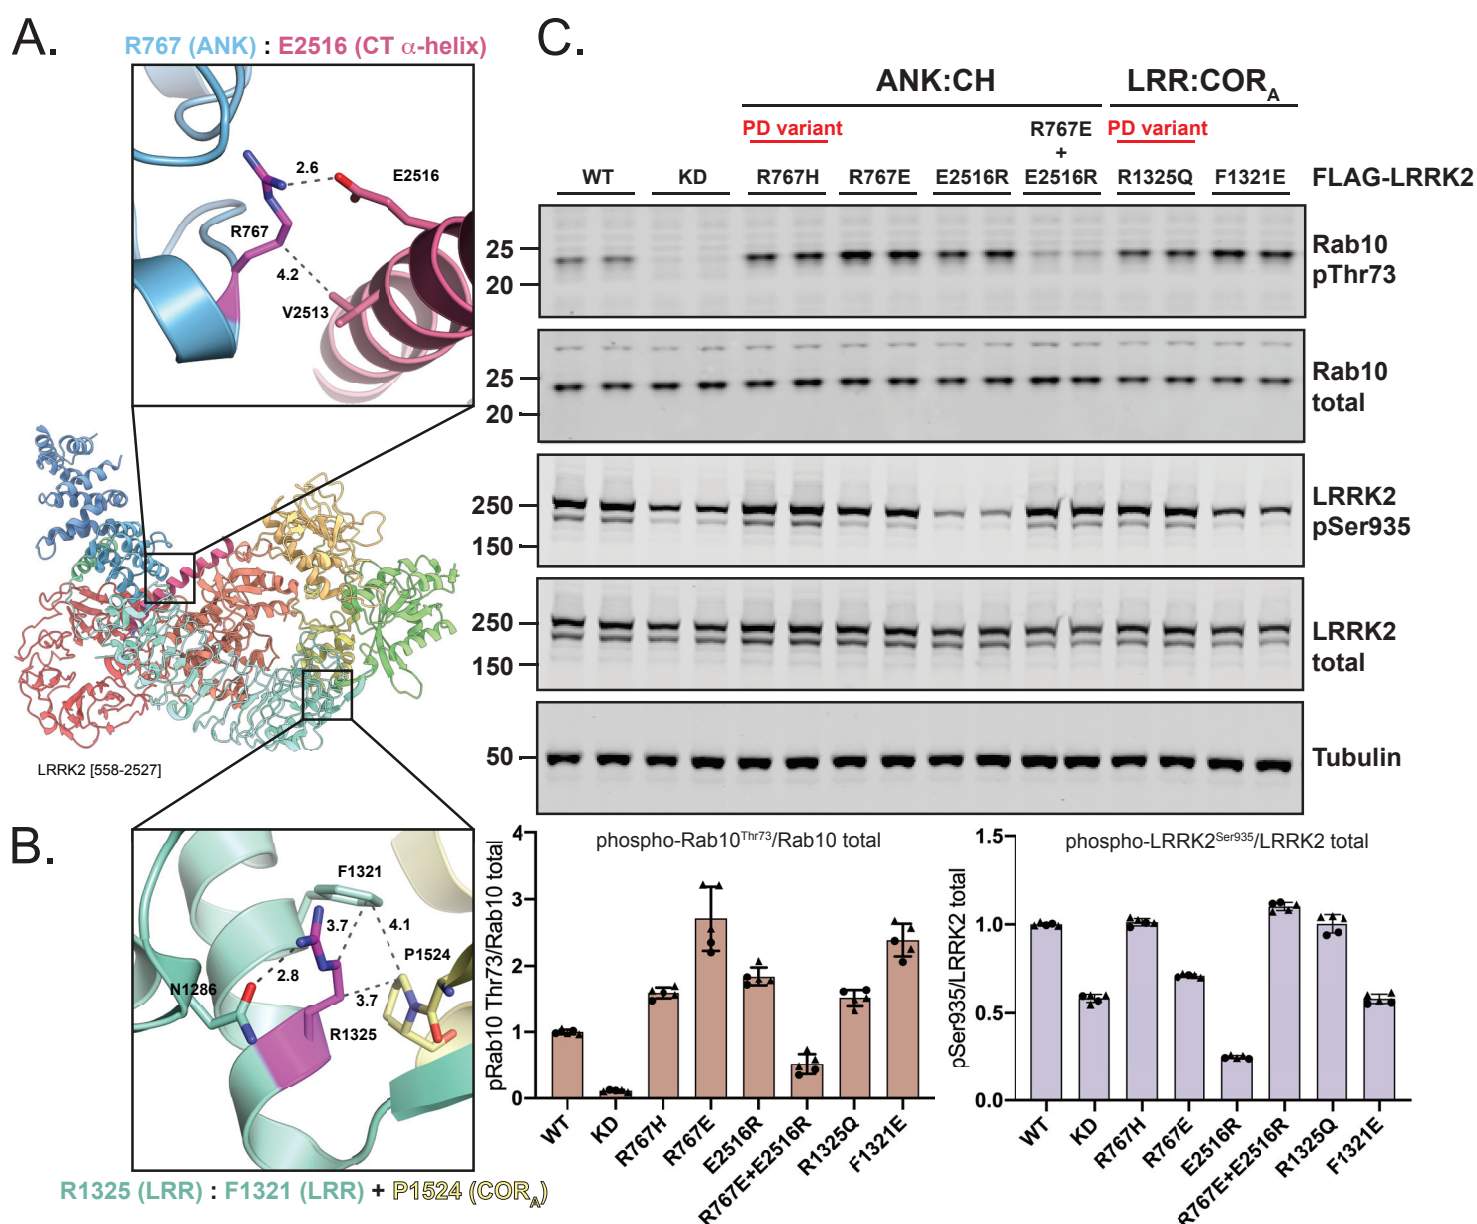 A.
R767 (ANK) : E2516 (CT α-helix)
2.6
E2516
R767
4.2
V2513
LRRK2 [558-2527]
B.
F1321
3.7
4.1
P1524
N1286
2.8
3.7
R1325
R1325 (LRR) : F1321 (LRR) + P1524 (CORA)
C.
ANK:CH
LRR:CORA
PD variant
R767E
PD variant
+
WT
KD
R767H
R767E
E2516R
E2516R
R1325Q
F1321E
FLAG-LRRK2
25
20
Rab10
pThr73
25
20
Rab10
total
250
150
LRRK2
pSer935
250
150
LRRK2
total
50
Tubulin
phospho-Rab10Thr73/Rab10 total
pRab10 Thr73/Rab10 total
4
3
2
1
0
WT
KD
R767H
R767E
E2516R
R767E+E2516R
R1325Q
F1321E
phospho-LRRK2Ser935/LRRK2 total
pSer935/LRRK2 total
1.5
1.0
0.5
0.0
WT
KD
R767H
R767E
E2516R
R767E+E2516R
R1325Q
F1321E